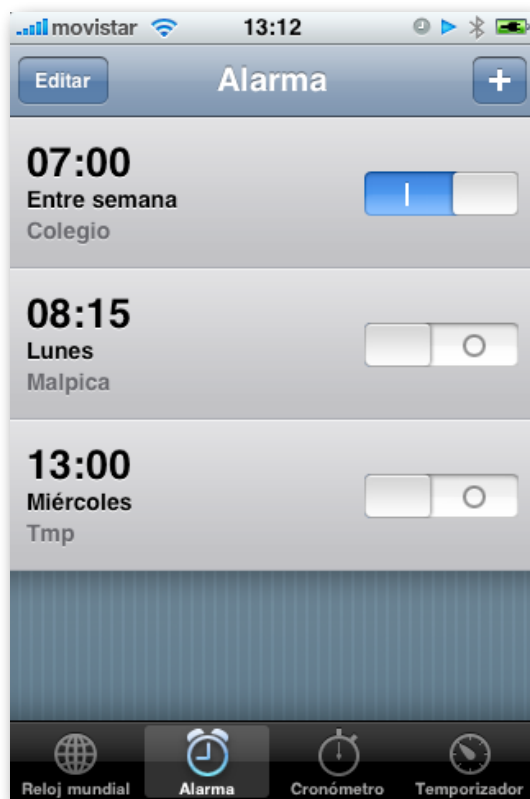 movistar 13:12
Editar Alarma +
07:00
Entre semana
Colegio
08:15
Lunes
Malpica
13:00
Miércoles
Tmp
Reloj mundial Alarma Cronómetro Temporizador